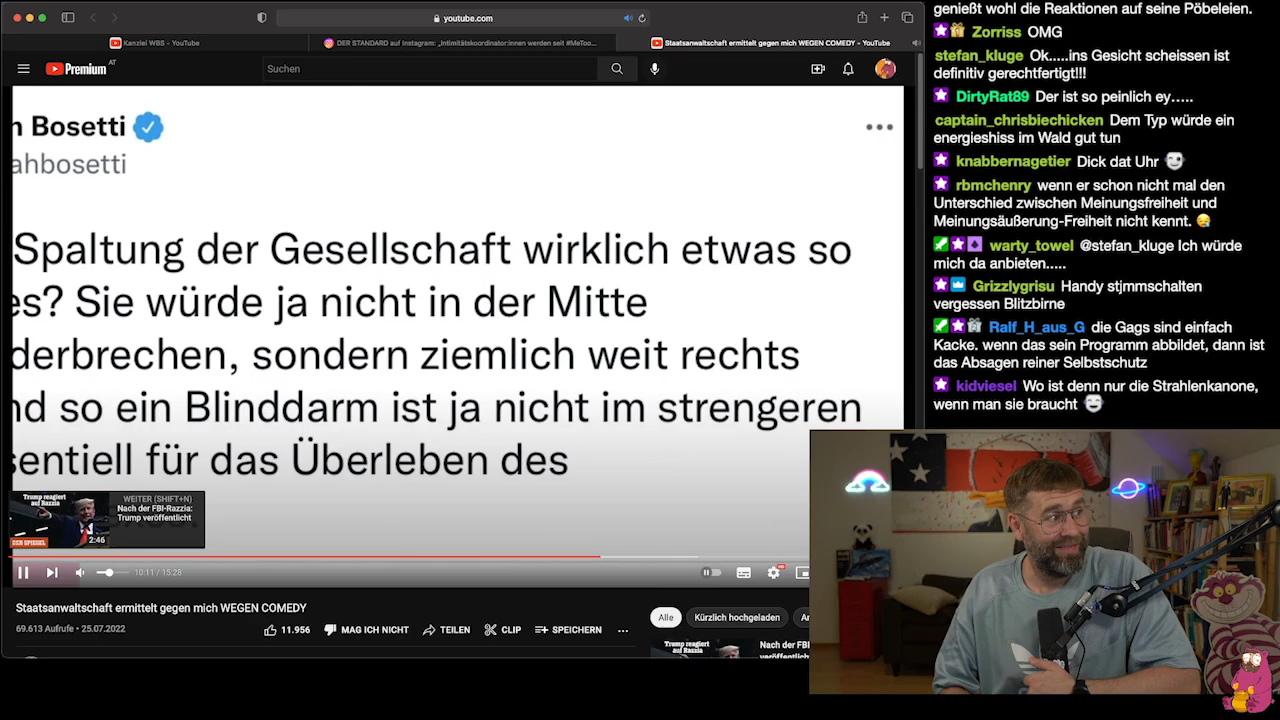 youtube.com
Kanzlei WBS - YouTube
DER STANDARD auf Instagram: „Intimitätskoordinator:innen werden seit #MeToo...
Staatsanwaltschaft ermittelt gegen mich WEGEN COMEDY - YouTube
Premium AT
Suchen
n Bosetti
ahbosetti
Spaltung der Gesellschaft wirklich etwas so
es? Sie würde ja nicht in der Mitte
derbrechen, sondern ziemlich weit rechts
nd so ein Blinddarm ist ja nicht im strengeren
sentiell für das Überleben des
Trump reagiert
auf Razzia
DER SPIEGEL
2:46
WEITER (SHIFT+N)
Nach der FBI-Razzia:
Trump veröffentlicht
10:11 / 15:28
Staatsanwaltschaft ermittelt gegen mich WEGEN COMEDY
69.613 Aufrufe • 25.07.2022
11.956
MAG ICH NICHT
TEILEN
CLIP
SPEICHERN
Alle
Kürzlich hochgeladen
Trump reagiert
Nach der FBI-Razzia:
genießt wohl die Reaktionen auf seine Pöbeleien.
Zorriss OMG
stefan_kluge Ok.....ins Gesicht scheissen ist
definitiv gerechtfertigt!!!
DirtyRat89 Der ist so peinlich ey…..
captain_chrisbiechicken Dem Typ würde ein
energiehiss im Wald gut tun
knabbernagetier Dick dat Uhr
rbmchenry wenn er schon nicht mal den
Unterschied zwischen Meinungsfreiheit und
Meinungsäußerung-Freiheit nicht kennt.
warty_towel @stefan_kluge Ich würde
mich da anbieten.....
Grizzlygrisu Handy stjmmschalten
vergessen Blitzbirne
Ralf_H_aus_G die Gags sind einfach
Kacke. wenn das sein Programm abbildet, dann ist
das Absagen reiner Selbstschutz
kidviesel Wo ist denn nur die Strahlenkanone,
wenn man sie braucht